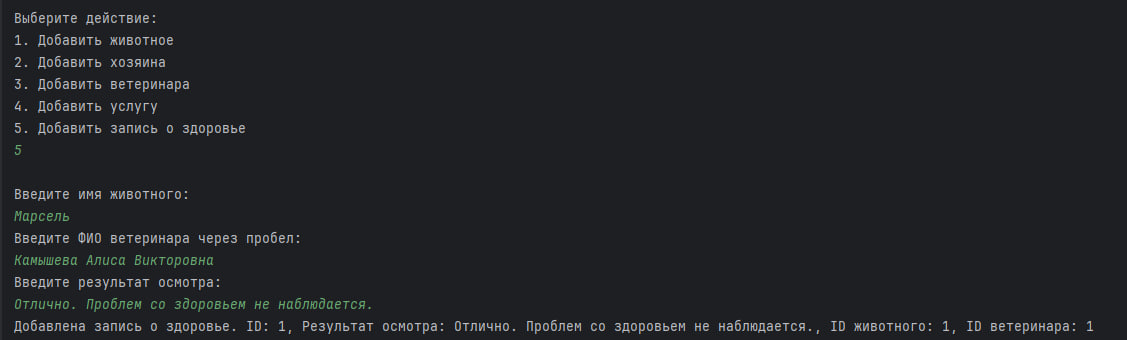 Выберите действие:
1. Добавить животное
2. Добавить хозяина
3. Добавить ветеринара
4. Добавить услугу
5. Добавить запись о здоровье
5
Введите имя животного:
Марсель
Введите ФИО ветеринара через пробел:
Камышева Алиса Викторовна
Введите результат осмотра:
Отлично. Проблем со здоровьем не наблюдается.
Добавлена запись о здоровье. ID: 1, Результат осмотра: Отлично. Проблем со здоровьем не наблюдается., ID животного: 1, ID ветеринара: 1